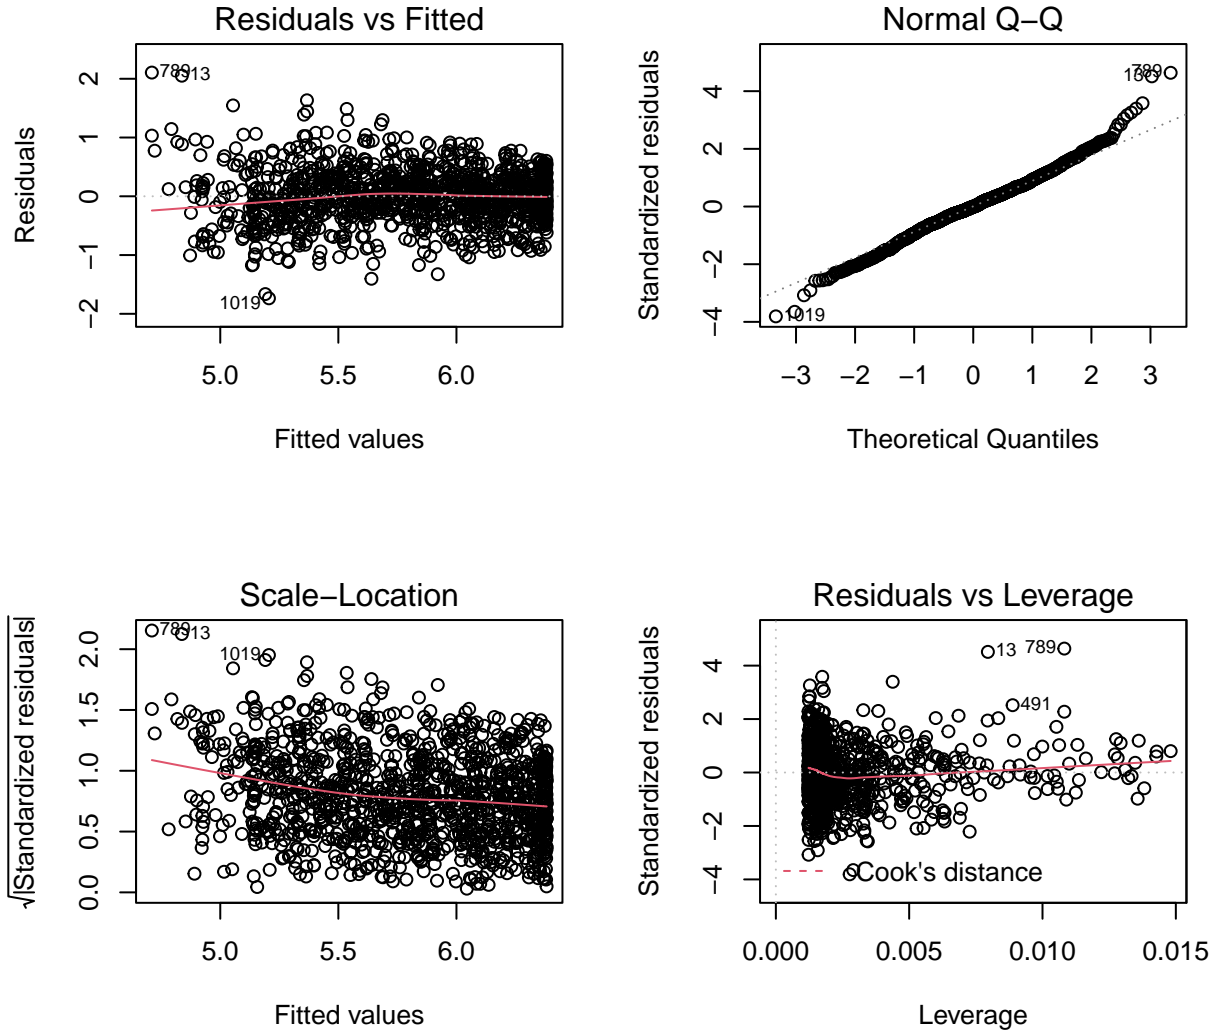 Residuals vs Fitted
Residuals
2
1
0
−1
−2
789
13
1019
5.0 5.5 6.0
Fitted values
Normal Q−Q
Standardized residuals
4
2
0
−2
−4
789
13
1019
−3 −2 −1 0 1 2 3
Theoretical Quantiles
Scale−Location
√|Standardized residuals|
2.0
1.5
1.0
0.5
0.0
789
13
1019
5.0 5.5 6.0
Fitted values
Residuals vs Leverage
Standardized residuals
4
2
0
−2
−4
13 789
491
Cook's distance
0.000 0.005 0.010 0.015
Leverage